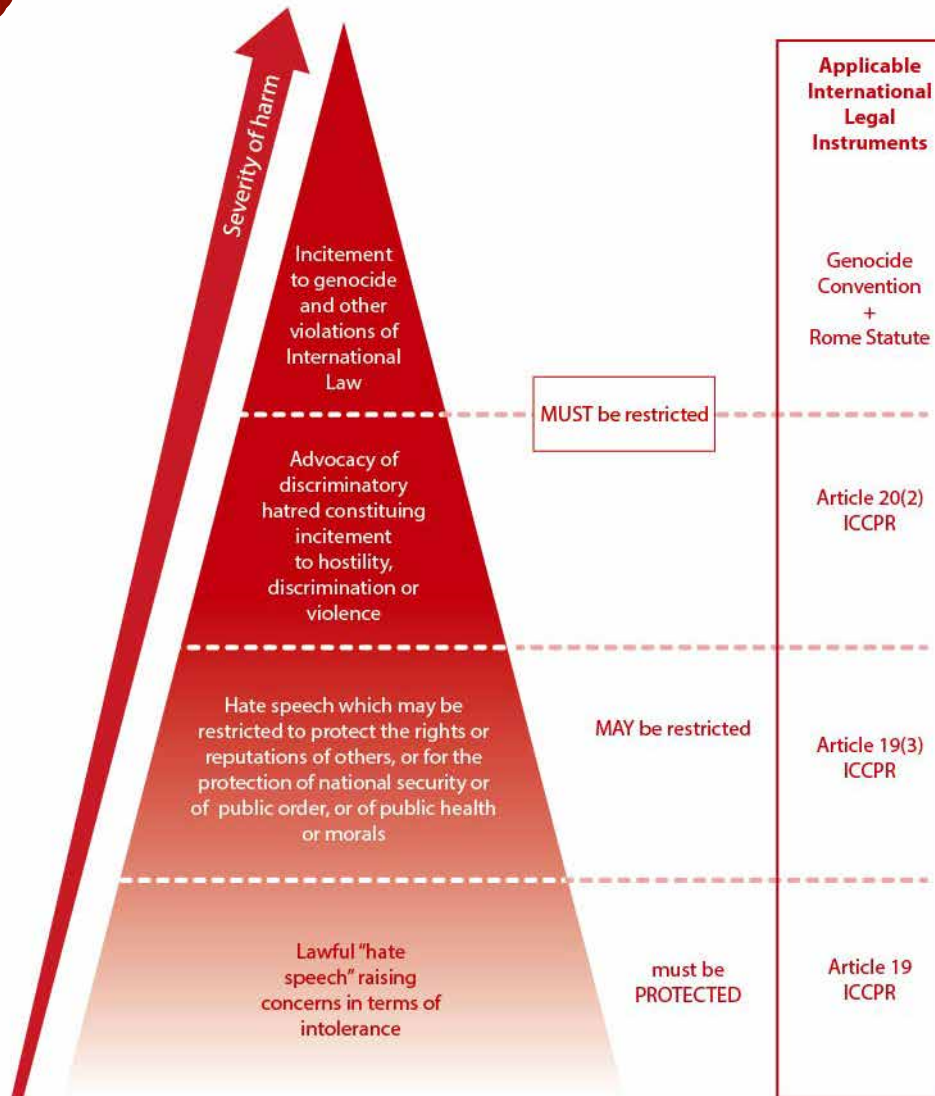 Severity of harm
Applicable
International
Legal
Instruments
Incitement
to genocide
and other
violations of
International
Law
Genocide
Convention
+
Rome Statute
MUST be restricted
Advocacy of
discriminatory
hatred constituing
incitement
to hostility,
discrimination or
violence
Article 20(2)
ICCPR
Hate speech which may be
restricted to protect the rights or
reputations of others, or for the
protection of national security or
of public order, or of public health
or morals
MAY be restricted
Article 19(3)
ICCPR
Lawful "hate
speech" raising
concerns in terms of
intolerance
must be
PROTECTED
Article 19
ICCPR